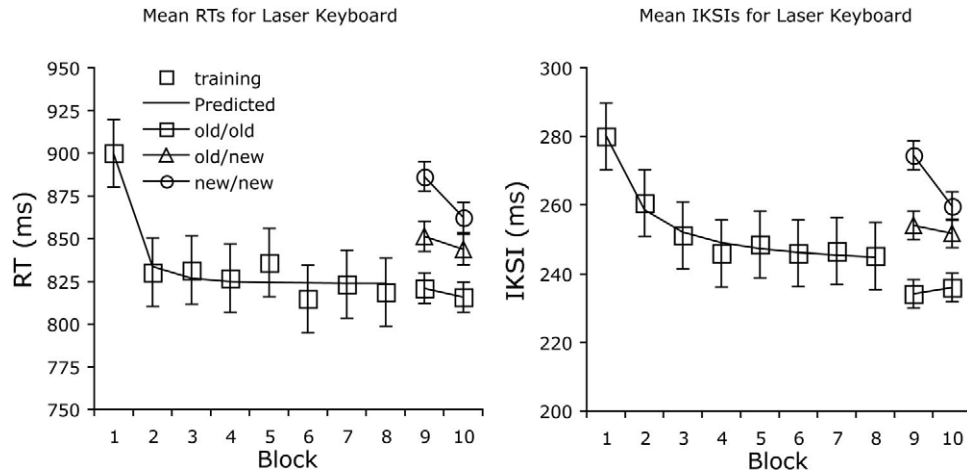 Mean RTs for Laser Keyboard
950
925
900
875
850
825
800
775
750
RT (ms)
training
Predicted
old/old
old/new
new/new
1 2 3 4 5 6 7 8 9 10
Block
Mean IKSIs for Laser Keyboard
300
280
260
240
220
200
IKSI (ms)
1 2 3 4 5 6 7 8 9 10
Block